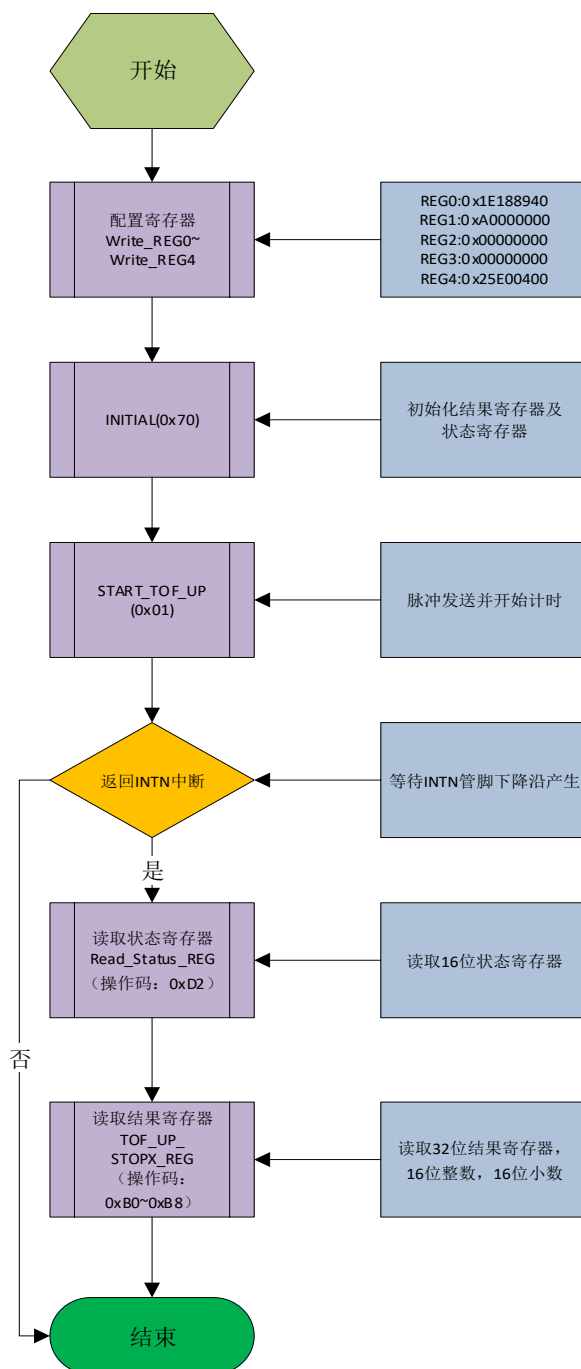 开始
配置寄存器
Write_REG0~
Write_REG4
REG0:0x1E188940
REG1:0xA0000000
REG2:0x00000000
REG3:0x00000000
REG4:0x25E00400
INITIAL(0x70)
初始化结果寄存器及
状态寄存器
START_TOF_UP
(0x01)
脉冲发送并开始计时
返回INTN中断
等待INTN管脚下降沿产生
是
读取状态寄存器
Read_Status_REG
（操作码：0xD2）
读取16位状态寄存器
否
读取结果寄存器
TOF_UP_
STOPX_REG
（操作码：
0xB0~0xB8）
读取32位结果寄存器，
16位整数，16位小数
结束